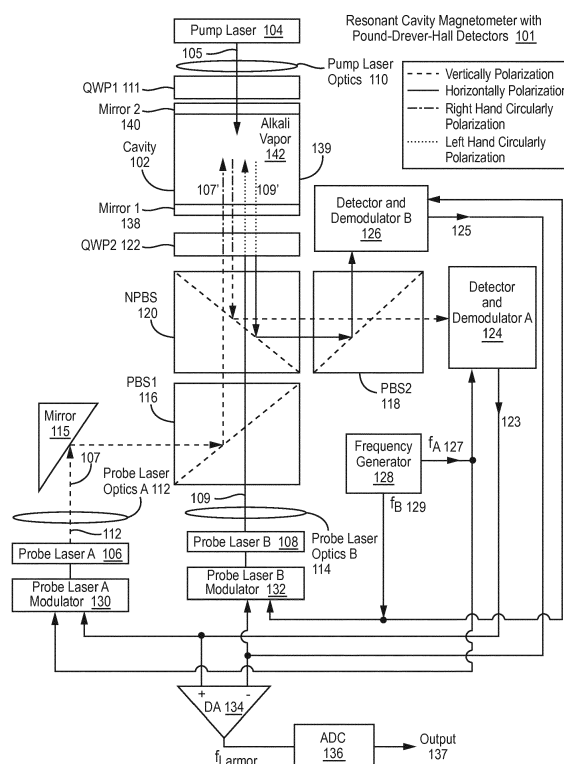 Pump Laser 104
Resonant Cavity Magnetometer with
Pound-Drever-Hall Detectors 101
105
Pump Laser
Optics 110
QWP1 111
Vertically Polarization
Horizontally Polarization
Right Hand Circularly
Polarization
Left Hand Circularly
Polarization
Mirror 2
140
Alkali
Vapor
142
139
Cavity
102
107'
109'
Mirror 1
138
Detector and
Demodulator B
126
125
QWP2 122
NPBS
120
Detector
and
Demodulator A
124
PBS1
116
PBS2
118
123
Mirror
115
107
Probe Laser
Optics A 112
Frequency
Generator
128
fA 127
fB 129
109
112
Probe Laser A 106
Probe Laser B 108
Probe Laser
Optics B
114
Probe Laser A
Modulator 130
Probe Laser B
Modulator 132
+
-
DA 134
fLarmor
ADC
136
Output
137